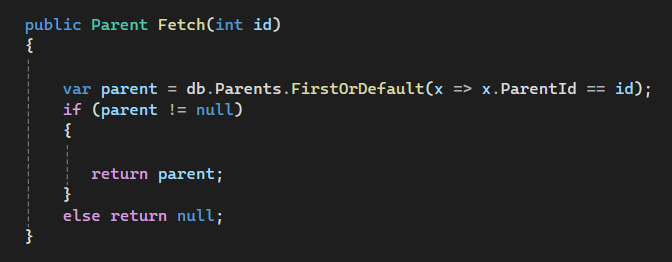 public Parent Fetch(int id)
{
var parent = db.Parents.FirstOrDefault(x => x.ParentId == id);
if (parent != null)
{
return parent;
}
else return null;
}